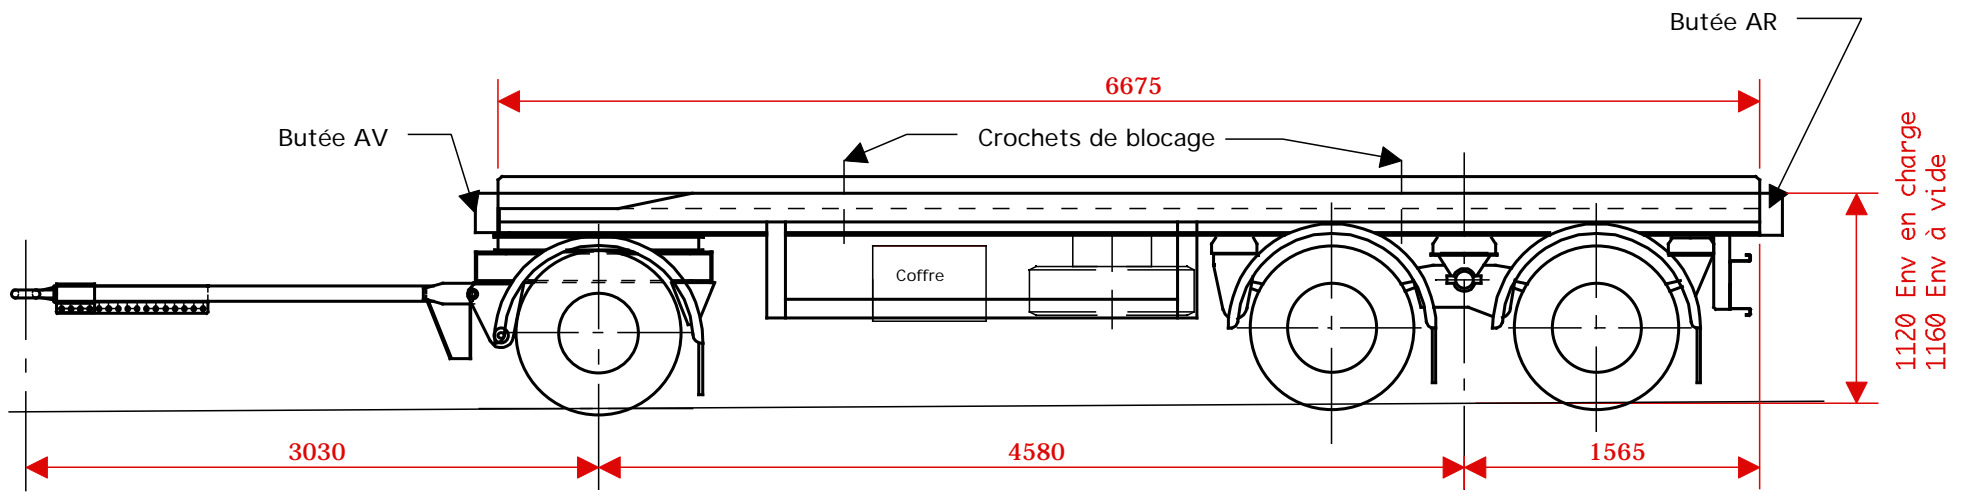 Butée AR
6675
Butée AV
Crochets de blocage
1120 Env en charge
1160 Env à vide
Coffre
3030
4580
1565